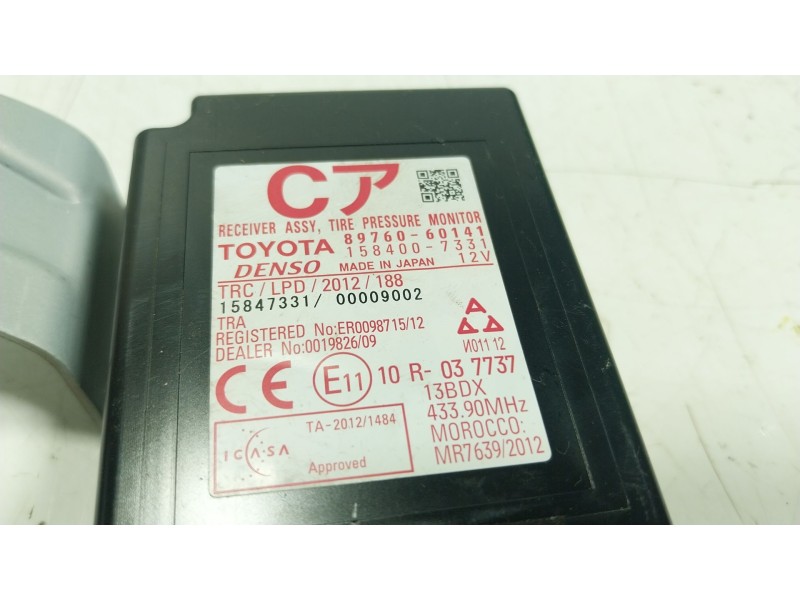 Cア
RECEIVER ASSY, TIRE PRESSURE MONITOR
TOYOTA 89760-60141
158400-7331
DENSO MADE IN JAPAN 12V
TRC/LPD/2012/188
15847331/ 00009002
TRA
REGISTERED No:ER0098715/12
DEALER No:0019826/09
И011 12
CE E11 10 R- 03 7737
13BDX
433.90MHz
MOROCCO:
MR7639/2012
TA-2012/1484
ICASA
Approved